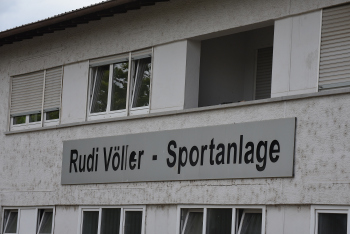 Rudi Völler - Sportanlage